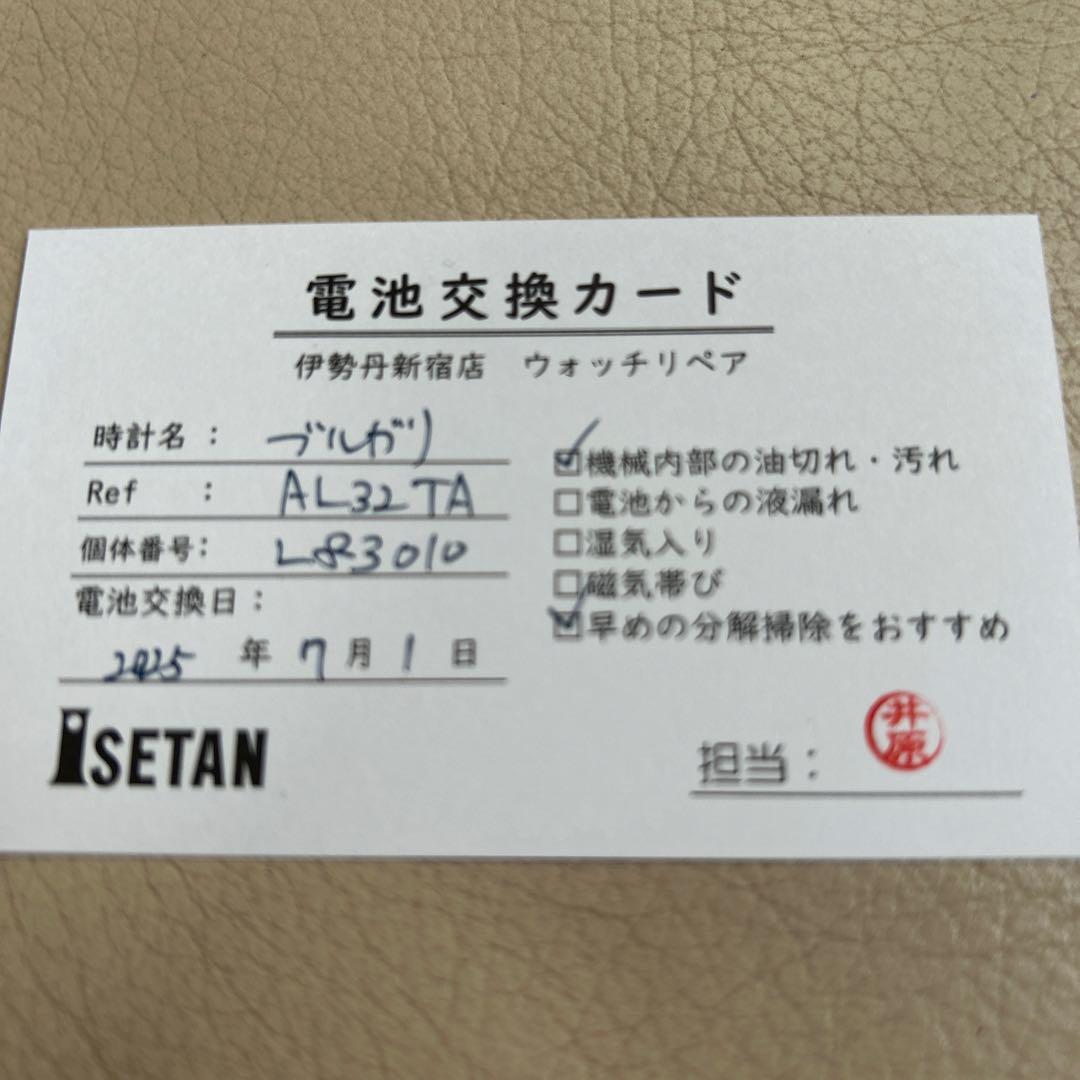 電池交換カード
伊勢丹新宿店 ウォッチリペア
時計名 : ブルガリ
Ref : AL32TA
個体番号: L83010
電池交換日:
2025 年 7 月 1 日
☑機械内部の油切れ・汚れ
□電池からの液漏れ
□湿気入り
□磁気帯び
☑早めの分解掃除をおすすめ
ISETAN
担当: 井原